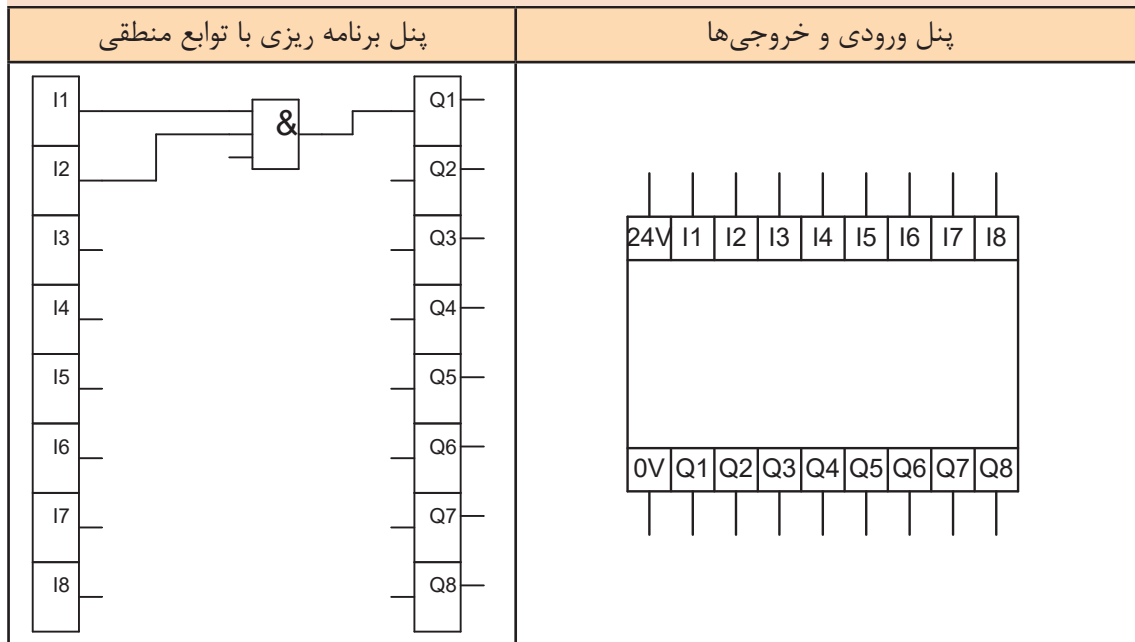 پنل ورودی و خروجی‌ها
پنل برنامه ریزی با توابع منطقی
I1 & Q1
I2 Q2
I3 Q3
I4 Q4
I5 Q5
I6 Q6
I7 Q7
I8 Q8
24V I1 I2 I3 I4 I5 I6 I7 I8
0V Q1 Q2 Q3 Q4 Q5 Q6 Q7 Q8